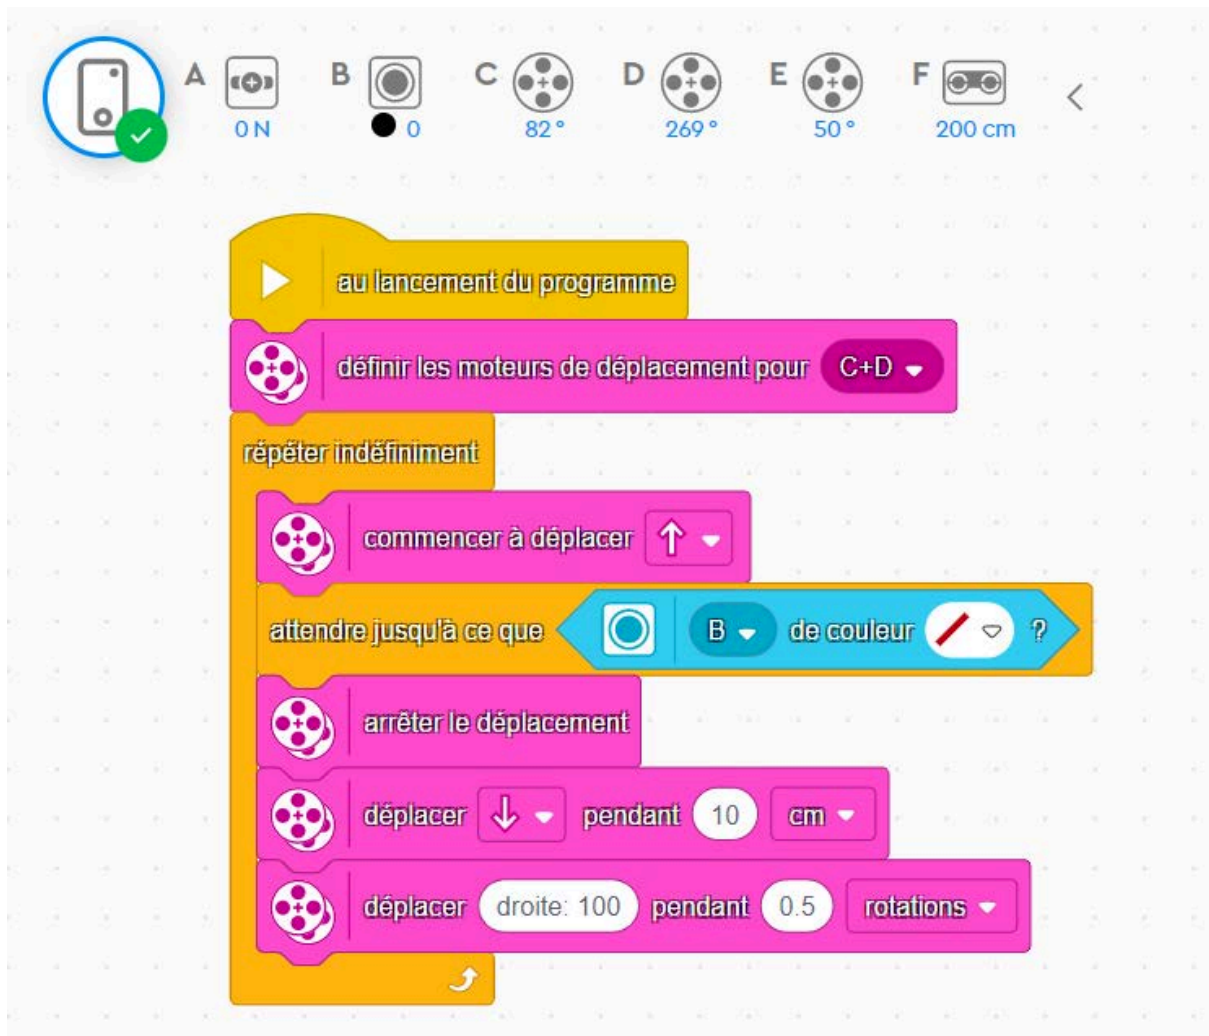 A B C D E F
0 N 0 82° 269° 50° 200 cm
au lancement du programme
définir les moteurs de déplacement pour C+D
répéter indéfiniment
commencer à déplacer
attendre jusqu'à ce que B de couleur ?
arrêter le déplacement
déplacer pendant 10 cm
déplacer droite: 100 pendant 0.5 rotations